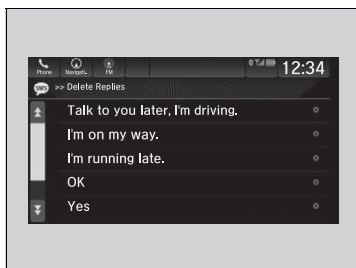 Phone
Navigati..
FM
12:34
SMS
>> Delete Replies
Talk to you later, I'm driving.
I'm on my way.
I'm running late.
OK
Yes